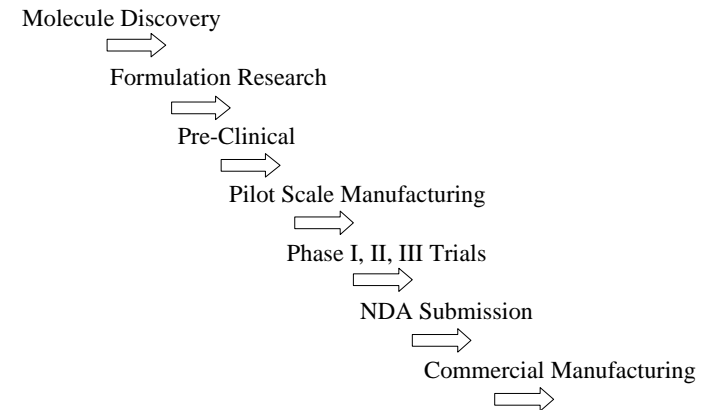 Molecule Discovery
Formulation Research
Pre-Clinical
Pilot Scale Manufacturing
Phase I, II, III Trials
NDA Submission
Commercial Manufacturing